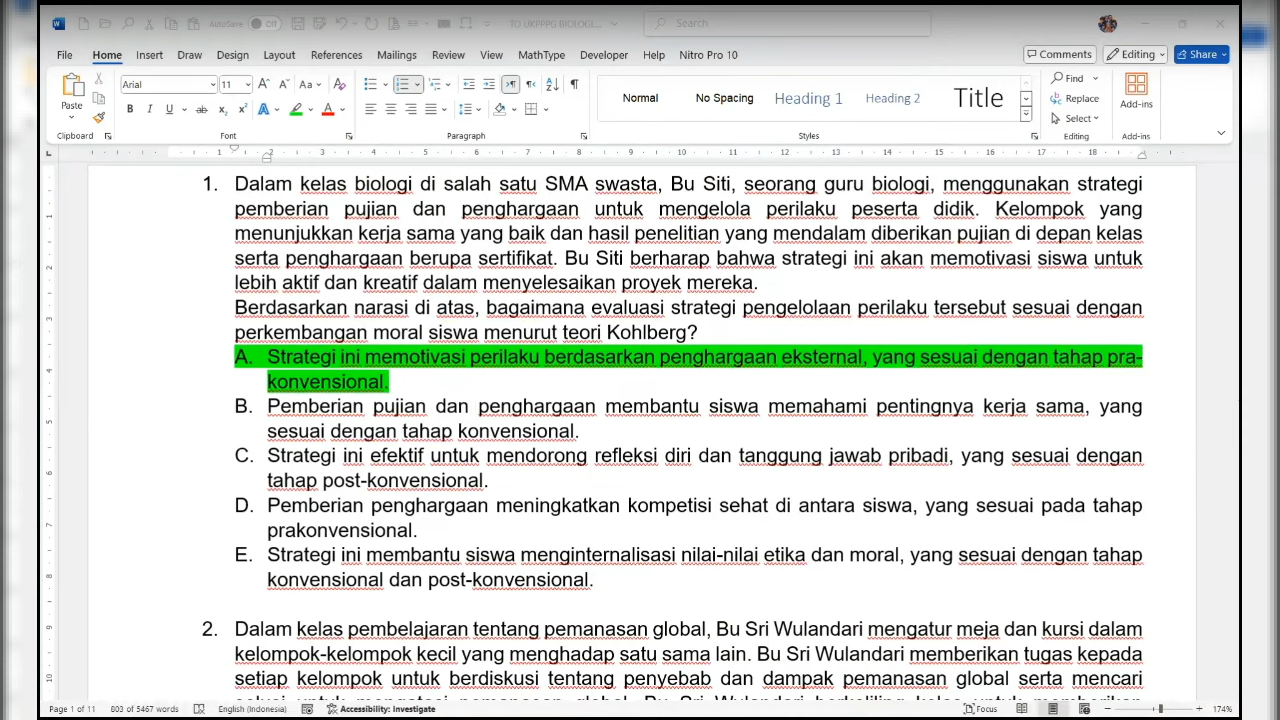 AutoSave Off
TO UKPPPG BIOLOGI...
Search
File Home Insert Draw Design Layout References Mailings Review View MathType Developer Help Nitro Pro 10
Comments Editing Share
Paste
Arial 11
Normal No Spacing Heading 1 Heading 2 Title
Find
Replace
Select
Add-ins
Clipboard Font Paragraph Styles Editing Add-ins
1. Dalam kelas biologi di salah satu SMA swasta, Bu Siti, seorang guru biologi, menggunakan strategi
pemberian pujian dan penghargaan untuk mengelola perilaku peserta didik. Kelompok yang
menunjukkan kerja sama yang baik dan hasil penelitian yang mendalam diberikan pujian di depan kelas
serta penghargaan berupa sertifikat. Bu Siti berharap bahwa strategi ini akan memotivasi siswa untuk
lebih aktif dan kreatif dalam menyelesaikan proyek mereka.
Berdasarkan narasi di atas, bagaimana evaluasi strategi pengelolaan perilaku tersebut sesuai dengan
perkembangan moral siswa menurut teori Kohlberg?
A. Strategi ini memotivasi perilaku berdasarkan penghargaan eksternal, yang sesuai dengan tahap pra-
konvensional.
B. Pemberian pujian dan penghargaan membantu siswa memahami pentingnya kerja sama, yang
sesuai dengan tahap konvensional.
C. Strategi ini efektif untuk mendorong refleksi diri dan tanggung jawab pribadi, yang sesuai dengan
tahap post-konvensional.
D. Pemberian penghargaan meningkatkan kompetisi sehat di antara siswa, yang sesuai pada tahap
prakonvensional.
E. Strategi ini membantu siswa menginternalisasi nilai-nilai etika dan moral, yang sesuai dengan tahap
konvensional dan post-konvensional.
2. Dalam kelas pembelajaran tentang pemanasan global, Bu Sri Wulandari mengatur meja dan kursi dalam
kelompok-kelompok kecil yang menghadap satu sama lain. Bu Sri Wulandari memberikan tugas kepada
setiap kelompok untuk berdiskusi tentang penyebab dan dampak pemanasan global serta mencari
Page 1 of 11 803 of 5467 words English (Indonesia) Accessibility: Investigate Focus 174%